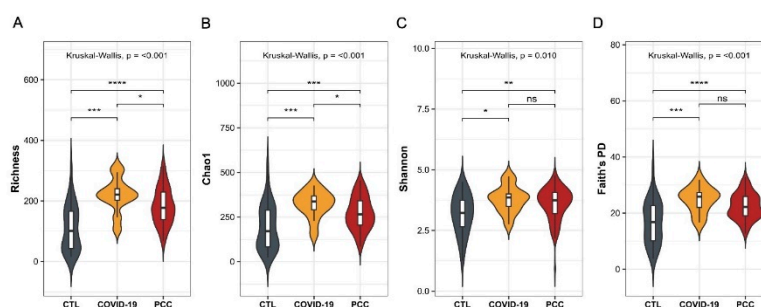 A
Kruskal-Wallis, p = <0.001
****
***
*
Richness
600
400
200
0
CTL COVID-19 PCC
B
Kruskal-Wallis, p = <0.001
***
***
*
Chao1
1000
750
500
250
0
CTL COVID-19 PCC
C
Kruskal-Wallis, p = 0.010
**
*
ns
Shannon
10.0
7.5
5.0
2.5
0.0
CTL COVID-19 PCC
D
Kruskal-Wallis, p = <0.001
****
***
ns
Faith's PD
80
60
40
20
0
CTL COVID-19 PCC